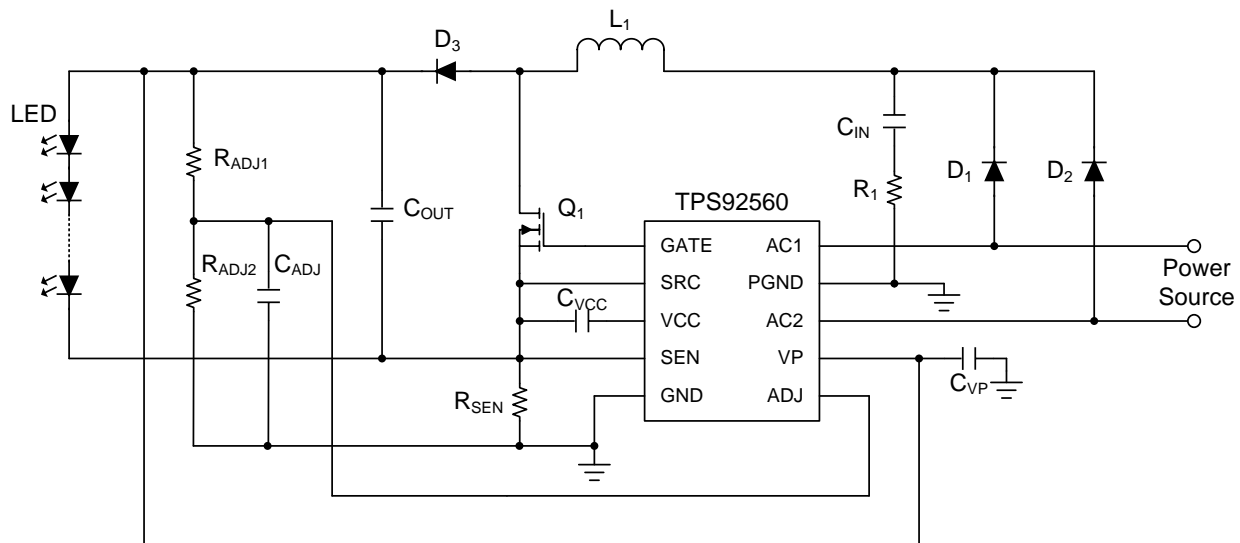 L1
D3
LED
CIN
RADJ1
D1
D2
R1
TPS92560
COUT
Q1
GATE
AC1
RADJ2
CADJ
SRC
PGND
Power
Source
CVCC
VCC
AC2
SEN
VP
CVP
RSEN
GND
ADJ